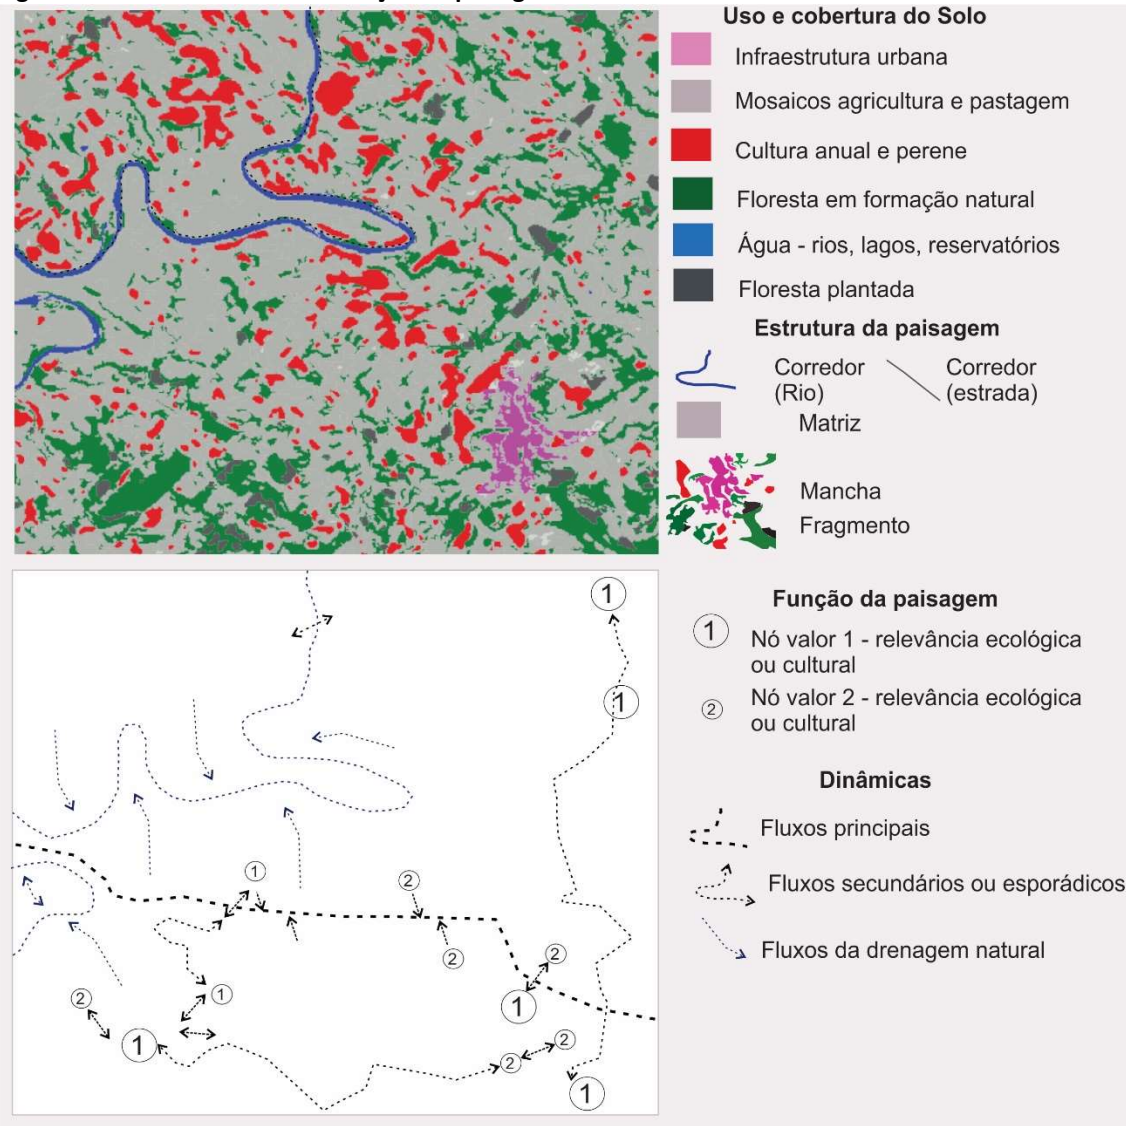 Uso e cobertura do Solo
Infraestrutura urbana
Mosaicos agricultura e pastagem
Cultura anual e perene
Floresta em formação natural
Água - rios, lagos, reservatórios
Floresta plantada
Estrutura da paisagem
Corredor
(Rio)
Corredor
(estrada)
Matriz
Mancha
Fragmento
Função da paisagem
1
Nó valor 1 - relevância ecológica
ou cultural
2
Nó valor 2 - relevância ecológica
ou cultural
Dinâmicas
Fluxos principais
Fluxos secundários ou esporádicos
Fluxos da drenagem natural
1
1
1
2
2
2
1
1
2
1
2
2
1